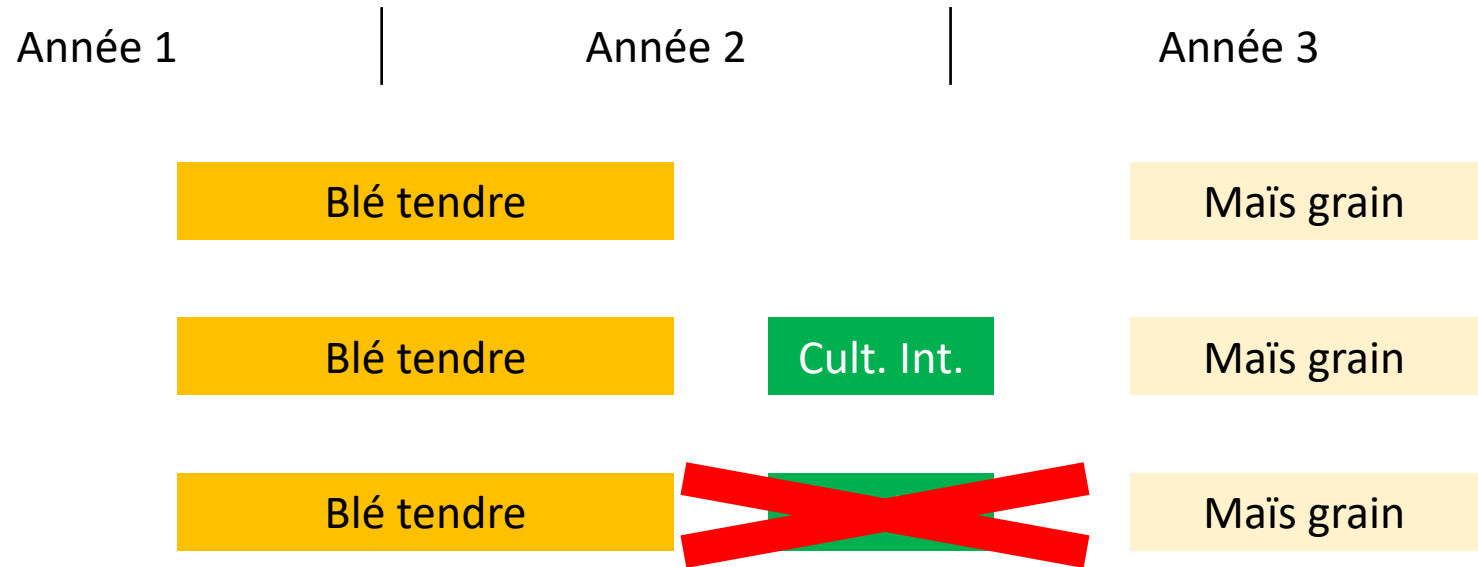 Année 1
Année 2
Année 3
Blé tendre
Maïs grain
Blé tendre
Cult. Int.
Maïs grain
Blé tendre
Maïs grain